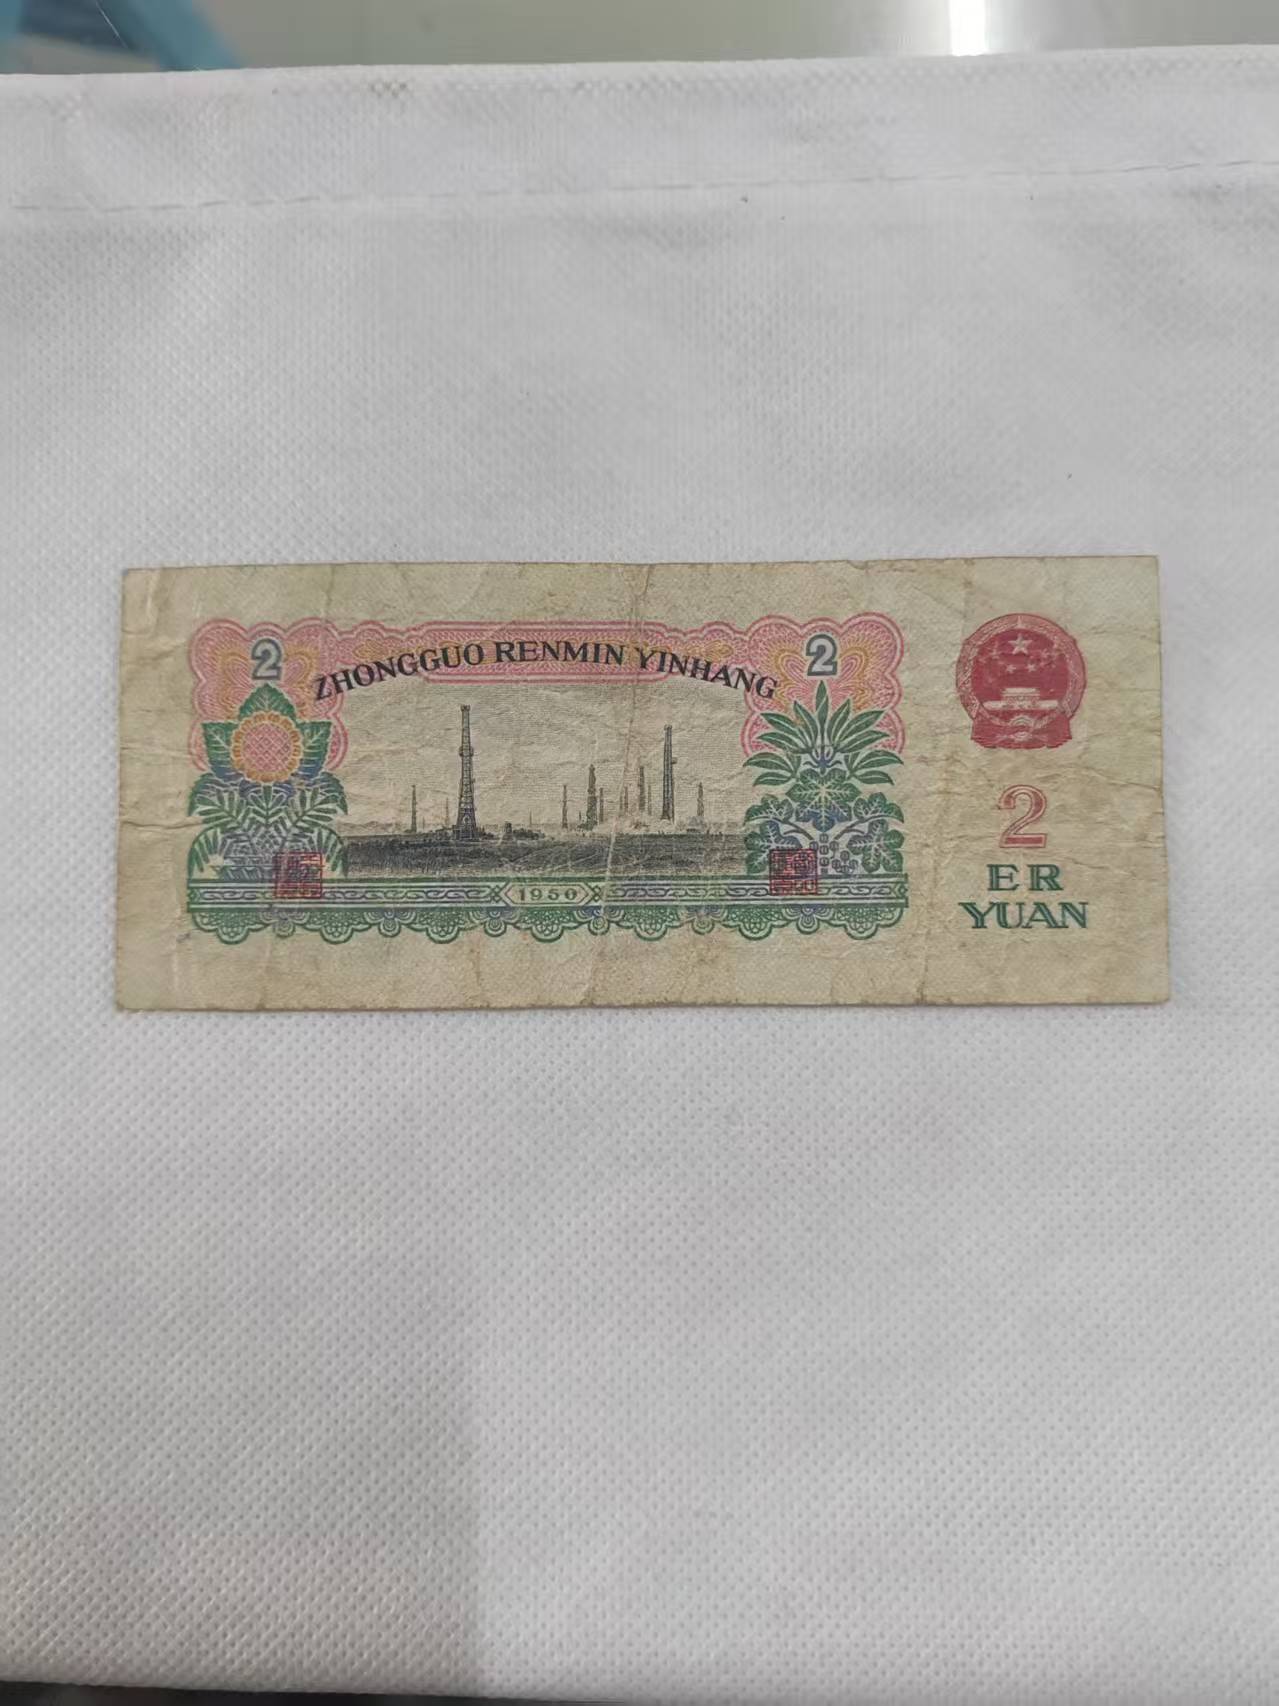 2
2
ZHONGGUO RENMIN YINHANG
1960
2
ER
YUAN